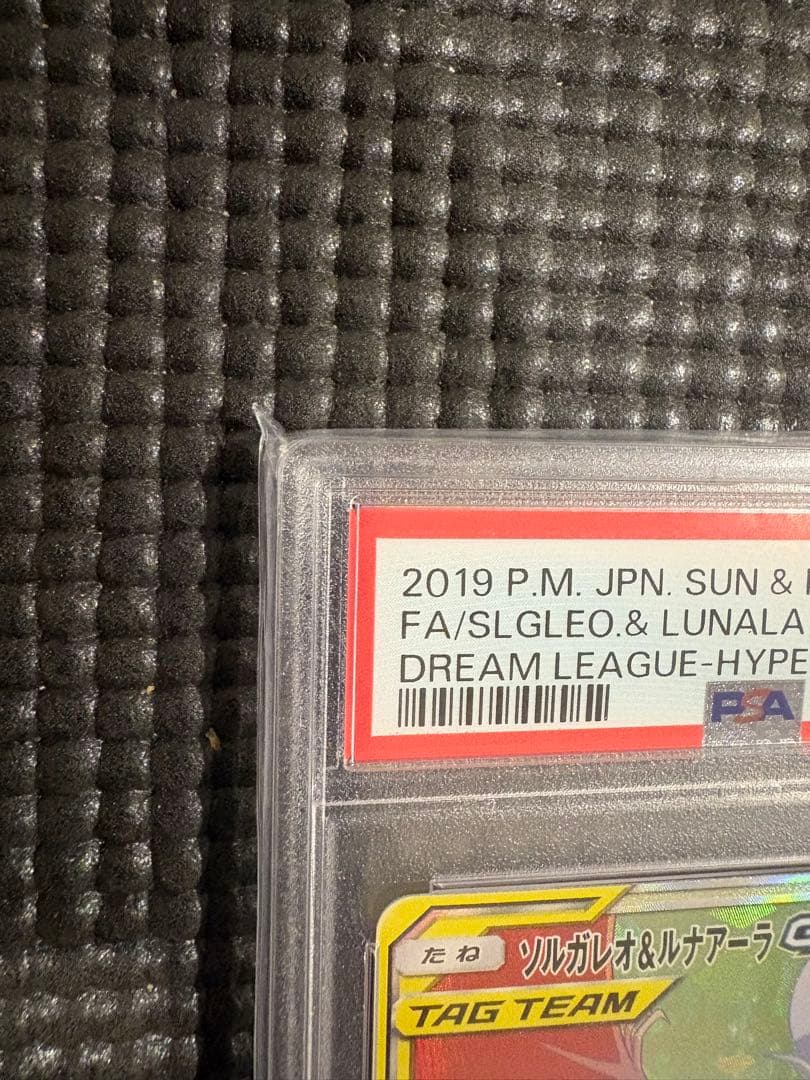 2019 P.M. JPN. SUN &
FA/SLGLEO.& LUNALA
DREAM LEAGUE-HYPE
PSA
たね ソルガレオ&ルナアーラ
TAG TEAM